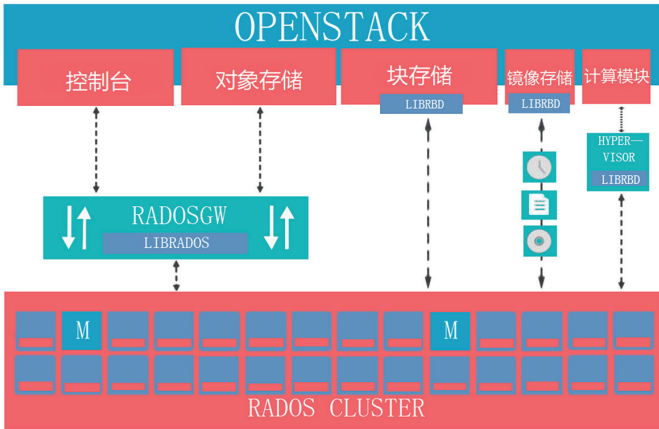 OPENSTACK
控制台
对象存储
块存储
镜像存储
计算模块
LIBRBD
LIBRBD
HYPER—
VISOR
LIBRBD
RADOSGW
LIBRADOS
M
M
RADOS CLUSTER